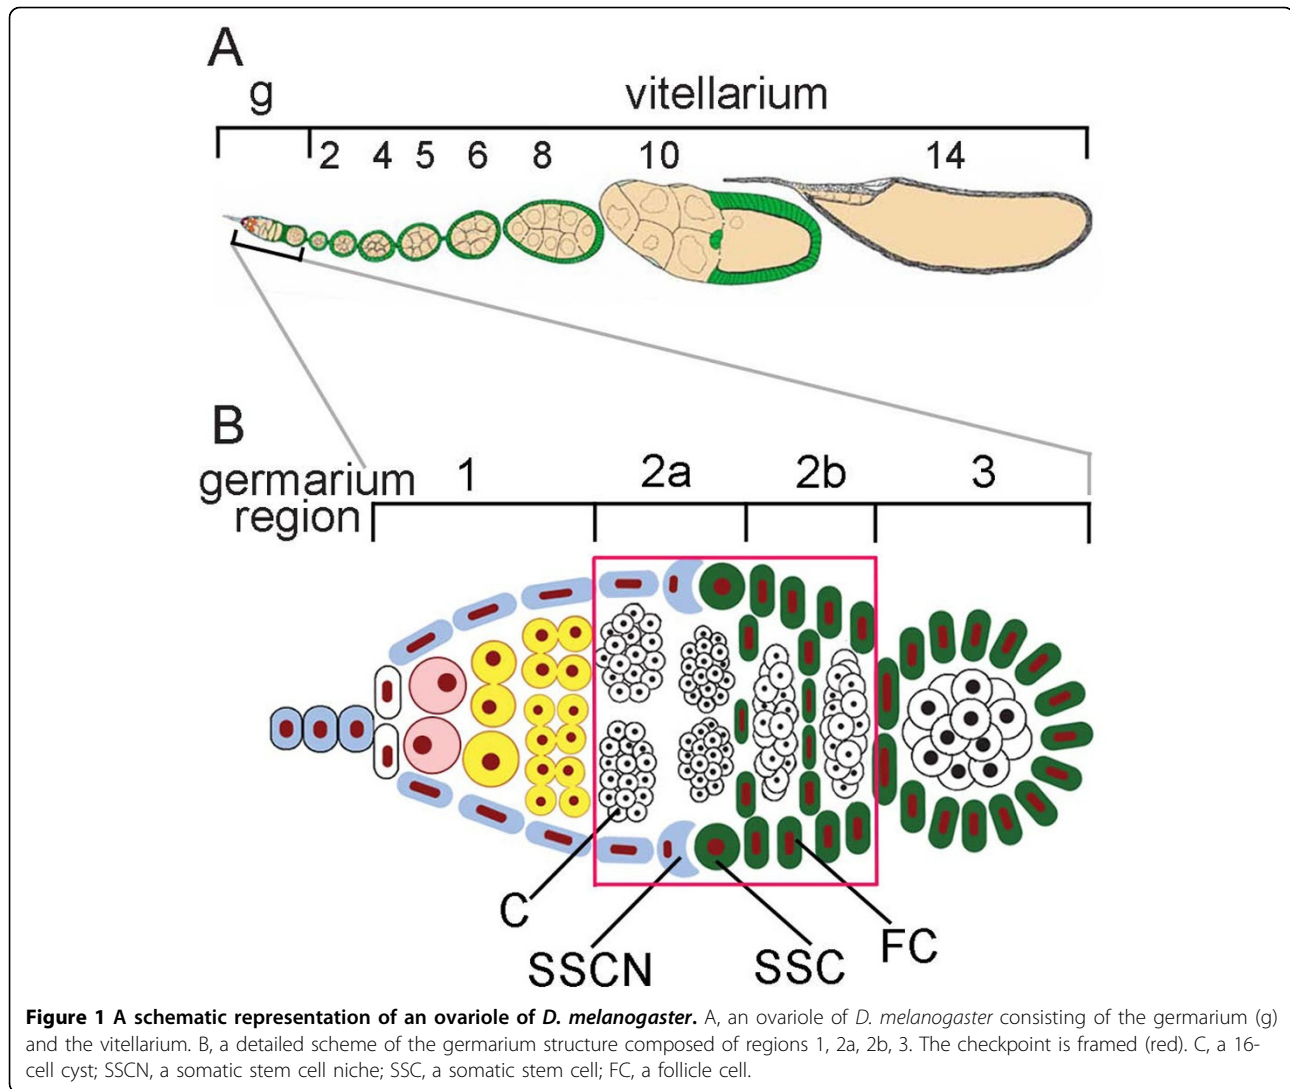 A
g vitellarium
2 4 5 6 8 10 14
B
germarium
region
1 2a 2b 3
C
SSCN
SSC
FC
Figure 1 A schematic representation of an ovariole of D. melanogaster. A, an ovariole of D. melanogaster consisting of the germarium (g)
and the vitellarium. B, a detailed scheme of the germarium structure composed of regions 1, 2a, 2b, 3. The checkpoint is framed (red). C, a 16-
cell cyst; SSCN, a somatic stem cell niche; SSC, a somatic stem cell; FC, a follicle cell.